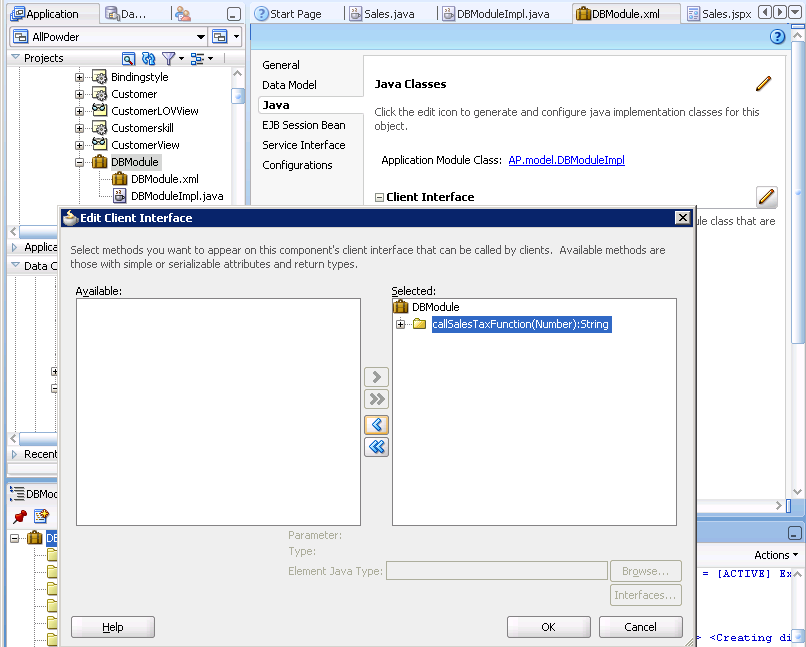 Application
Da...
Start Page
Sales.java
DBModuleImpl.java
DBModule.xml
Sales.jspx
AllPowder
Projects
Bindingstyle
Customer
CustomerLOVView
Customerskill
CustomerView
DBModule
DBModule.xml
DBModuleImpl.java
Applica
Data C
Recent
DBMod
DB
General
Data Model
Java
EJB Session Bean
Service Interface
Configurations
Java Classes
Click the edit icon to generate and configure java implementation classes for this
object.
Application Module Class: AP.model.DBModuleImpl
Client Interface
ule class that are
Edit Client Interface
Select methods you want to appear on this component's client interface that can be called by clients. Available methods are
those with simple or serializable attributes and return types.
Available:
Selected:
DBModule
callSalesTaxFunction(Number):String
Parameter:
Type:
Element Java Type:
Browse...
Interfaces...
Help
OK
Cancel
Actions
= [ACTIVE] Ex
> <Creating di